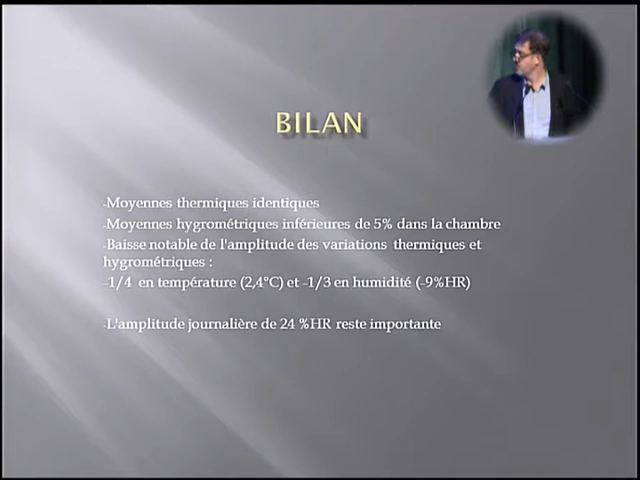 BILAN
-Moyennes thermiques identiques
-Moyennes hygrométriques inférieures de 5% dans la chambre
-Baisse notable de l'amplitude des variations thermiques et
hygrométriques :
-1/4 en température (2,4°C) et -1/3 en humidité (-9%HR)
-L'amplitude journalière de 24 %HR reste importante